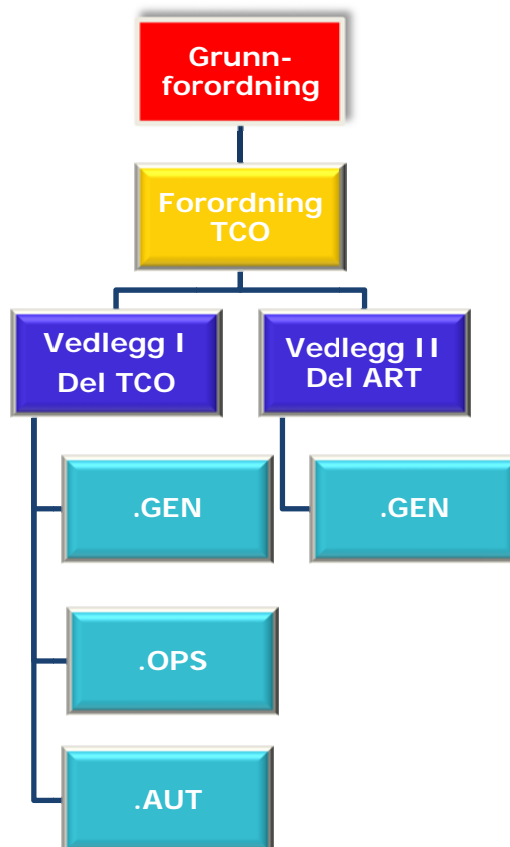 Grunn-
forordning
Forordning
TCO
Vedlegg I
Del TCO
Vedlegg II
Del ART
.GEN
.GEN
.OPS
.AUT